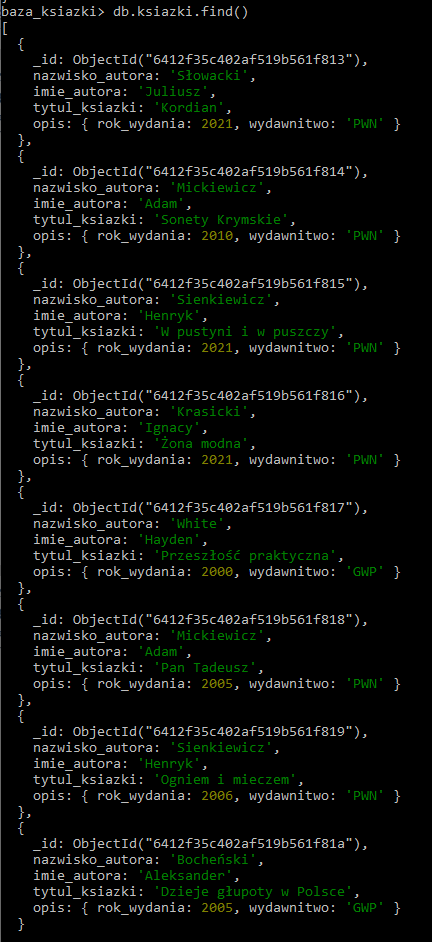 baza_ksiazki> db.ksiazki.find()
[
  {
    _id: ObjectId("6412f35c402af519b561f813"),
    nazwisko_autora: 'Słowacki',
    imie_autora: 'Juliusz',
    tytul_ksiazki: 'Kordian',
    opis: { rok_wydania: 2021, wydawnitwo: 'PWN' }
  },
  {
    _id: ObjectId("6412f35c402af519b561f814"),
    nazwisko_autora: 'Mickiewicz',
    imie_autora: 'Adam',
    tytul_ksiazki: 'Sonety Krymskie',
    opis: { rok_wydania: 2010, wydawnitwo: 'PWN' }
  },
  {
    _id: ObjectId("6412f35c402af519b561f815"),
    nazwisko_autora: 'Sienkiewicz',
    imie_autora: 'Henryk',
    tytul_ksiazki: 'W pustyni i w puszczy',
    opis: { rok_wydania: 2021, wydawnitwo: 'PWN' }
  },
  {
    _id: ObjectId("6412f35c402af519b561f816"),
    nazwisko_autora: 'Krasicki',
    imie_autora: 'Ignacy',
    tytul_ksiazki: 'Żona modna',
    opis: { rok_wydania: 2021, wydawnitwo: 'PWN' }
  },
  {
    _id: ObjectId("6412f35c402af519b561f817"),
    nazwisko_autora: 'White',
    imie_autora: 'Hayden',
    tytul_ksiazki: 'Przeszłość praktyczna',
    opis: { rok_wydania: 2000, wydawnitwo: 'GWP' }
  },
  {
    _id: ObjectId("6412f35c402af519b561f818"),
    nazwisko_autora: 'Mickiewicz',
    imie_autora: 'Adam',
    tytul_ksiazki: 'Pan Tadeusz',
    opis: { rok_wydania: 2005, wydawnitwo: 'PWN' }
  },
  {
    _id: ObjectId("6412f35c402af519b561f819"),
    nazwisko_autora: 'Sienkiewicz',
    imie_autora: 'Henryk',
    tytul_ksiazki: 'Ogniem i mieczem',
    opis: { rok_wydania: 2006, wydawnitwo: 'PWN' }
  },
  {
    _id: ObjectId("6412f35c402af519b561f81a"),
    nazwisko_autora: 'Bocheński',
    imie_autora: 'Aleksander',
    tytul_ksiazki: 'Dzieje głupoty w Polsce',
    opis: { rok_wydania: 2005, wydawnitwo: 'GWP' }
  }